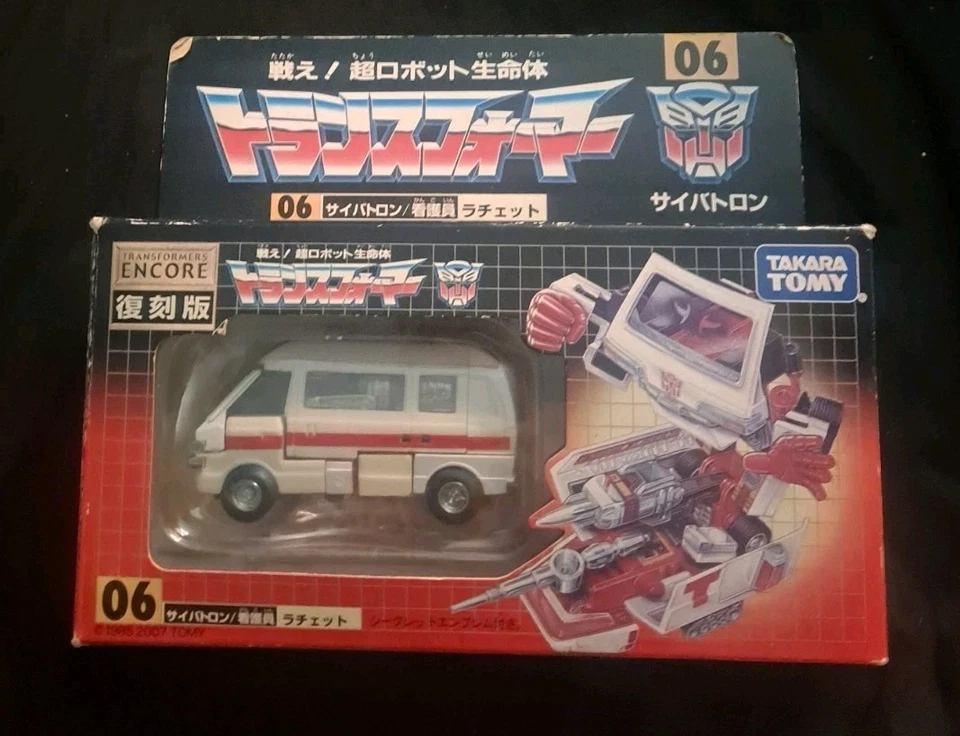 たたか ちょう せいめいたい
戦え！超ロボット生命体
06
トランスフォーマー
サイバトロン
かんごいん
06 サイバトロン/看護員 ラチェット
TRANSFORMERS
ENCORE
復刻版
戦え！超ロボット生命体
トランスフォーマー
TAKARA
TOMY
06 サイバトロン/看護員 ラチェット
シークレットエンブレム付き。
©1985,2007 TOMY